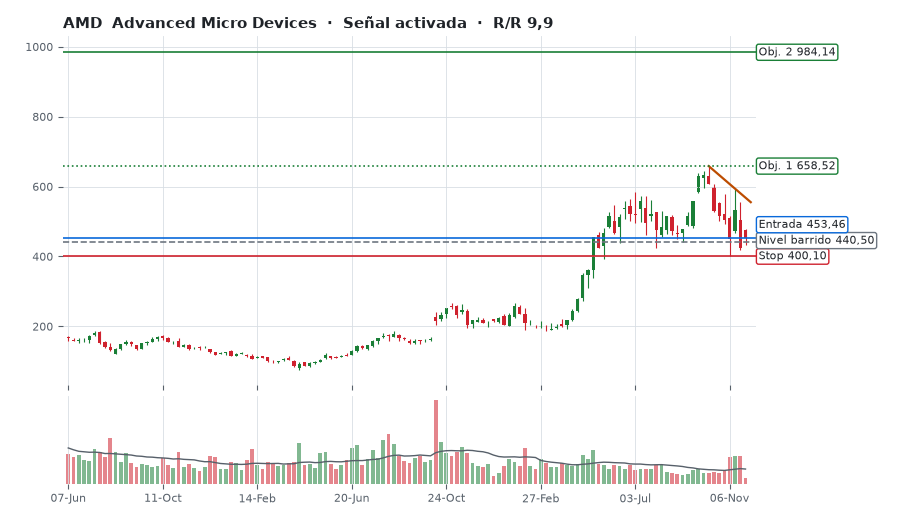 AMD Advanced Micro Devices · Señal activada · R/R 9,9
1000
800
600
400
200
Obj. 2 984,14
Obj. 1 658,52
Entrada 453,46
Nivel barrido 440,50
Stop 400,10
07-Jun
11-Oct
14-Feb
20-Jun
24-Oct
27-Feb
03-Jul
06-Nov